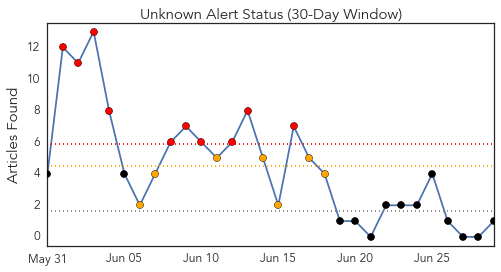 Unknown Alert Status (30-Day Window)
Articles Found
12
10
8
6
4
2
0
May 31
Jun 05
Jun 10
Jun 15
Jun 20
Jun 25